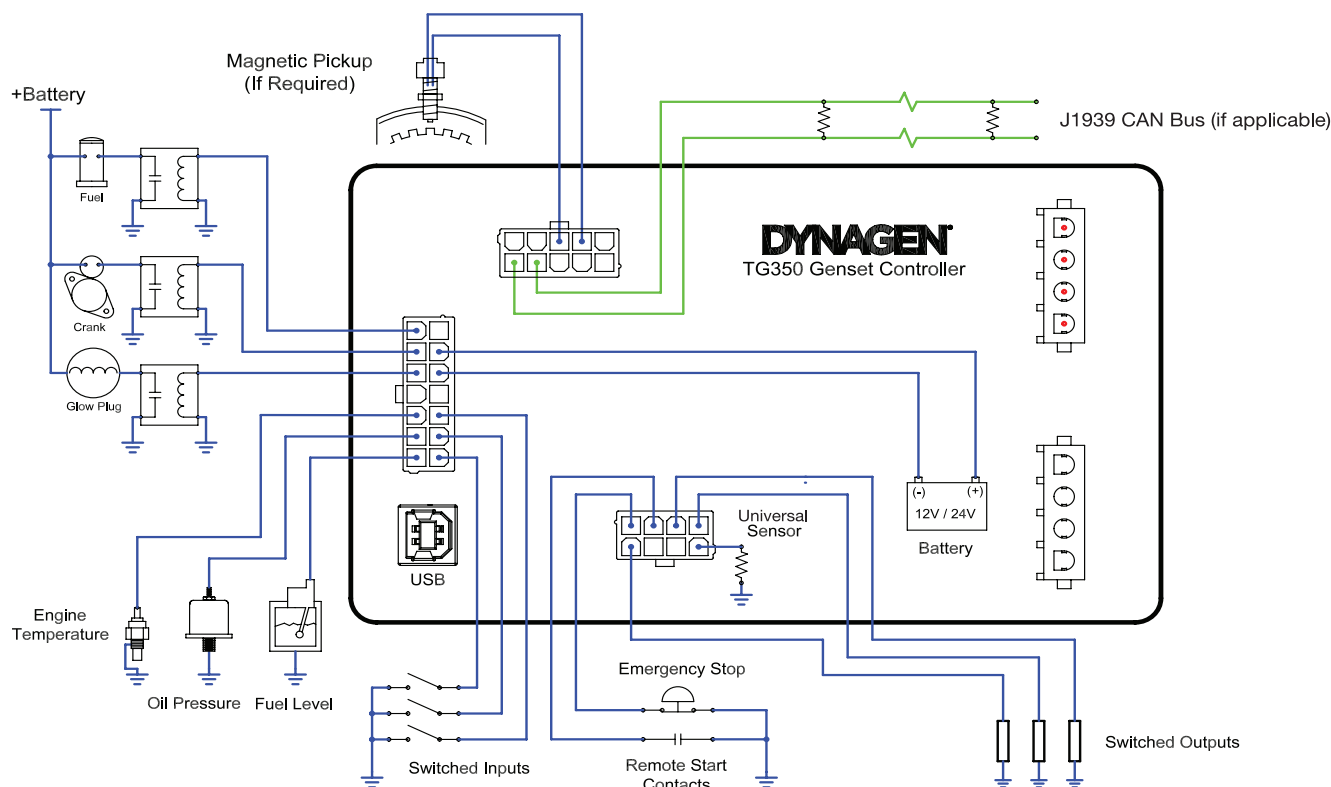 Magnetic Pickup
(If Required)
+Battery
J1939 CAN Bus (if applicable)
Fuel
DYNAGEN
TG350 Genset Controller
Crank
Glow Plug
(-)
(+)
12V / 24V
Battery
Universal
Sensor
USB
Engine
Temperature
Oil Pressure
Fuel Level
Emergency Stop
Switched Inputs
Remote Start
Contacts
Switched Outputs